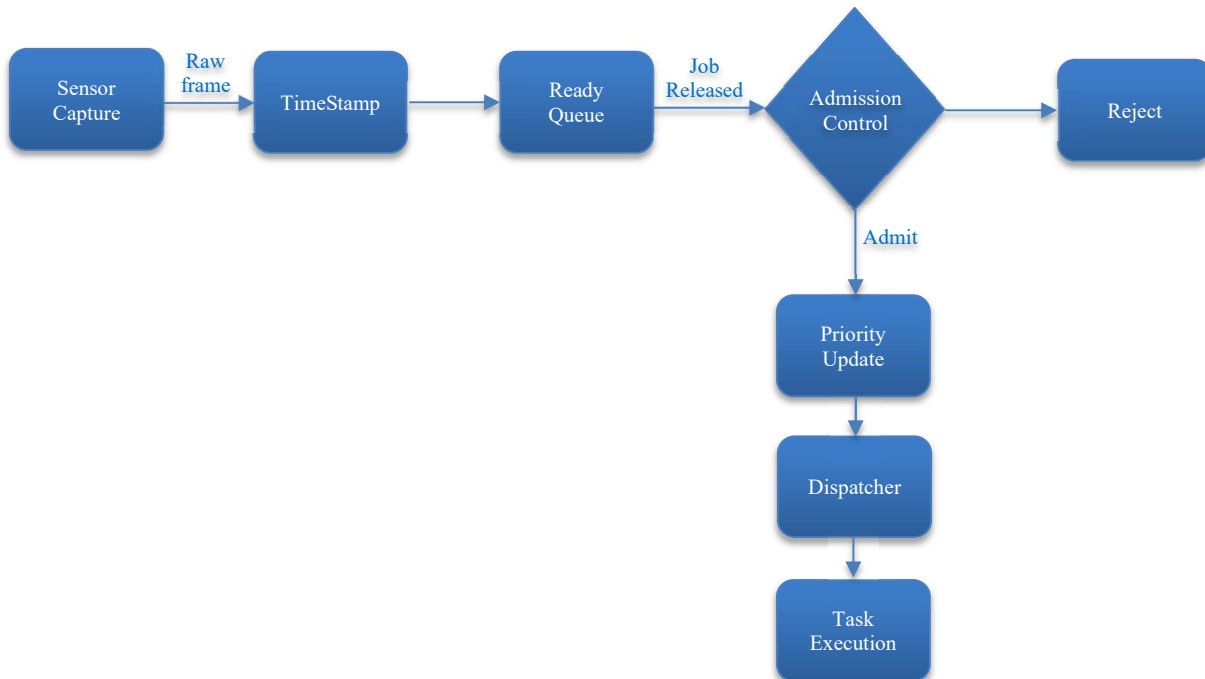 Sensor
Capture
Raw
frame
TimeStamp
Ready
Queue
Job
Released
Admission
Control
Reject
Admit
Priority
Update
Dispatcher
Task
Execution